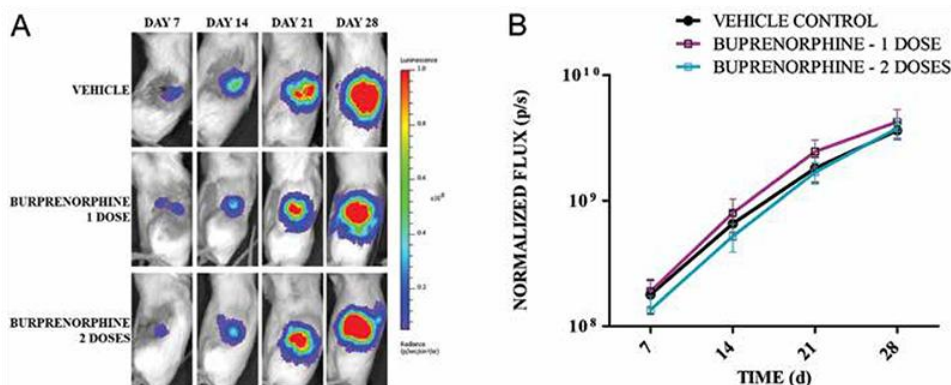 A
DAY 7 DAY 14 DAY 21 DAY 28
VEHICLE
BURPRENORPHINE
1 DOSE
BURPRENORPHINE
2 DOSES
Luminescence
1.0
0.8
0.6
x10⁸
0.4
0.2
Radiance
B
VEHICLE CONTROL
BUPRENORPHINE - 1 DOSE
BUPRENORPHINE - 2 DOSES
NORMALIZED FLUX (p/s)
10¹⁰
10⁹
10⁸
7 14 21 28
TIME (d)